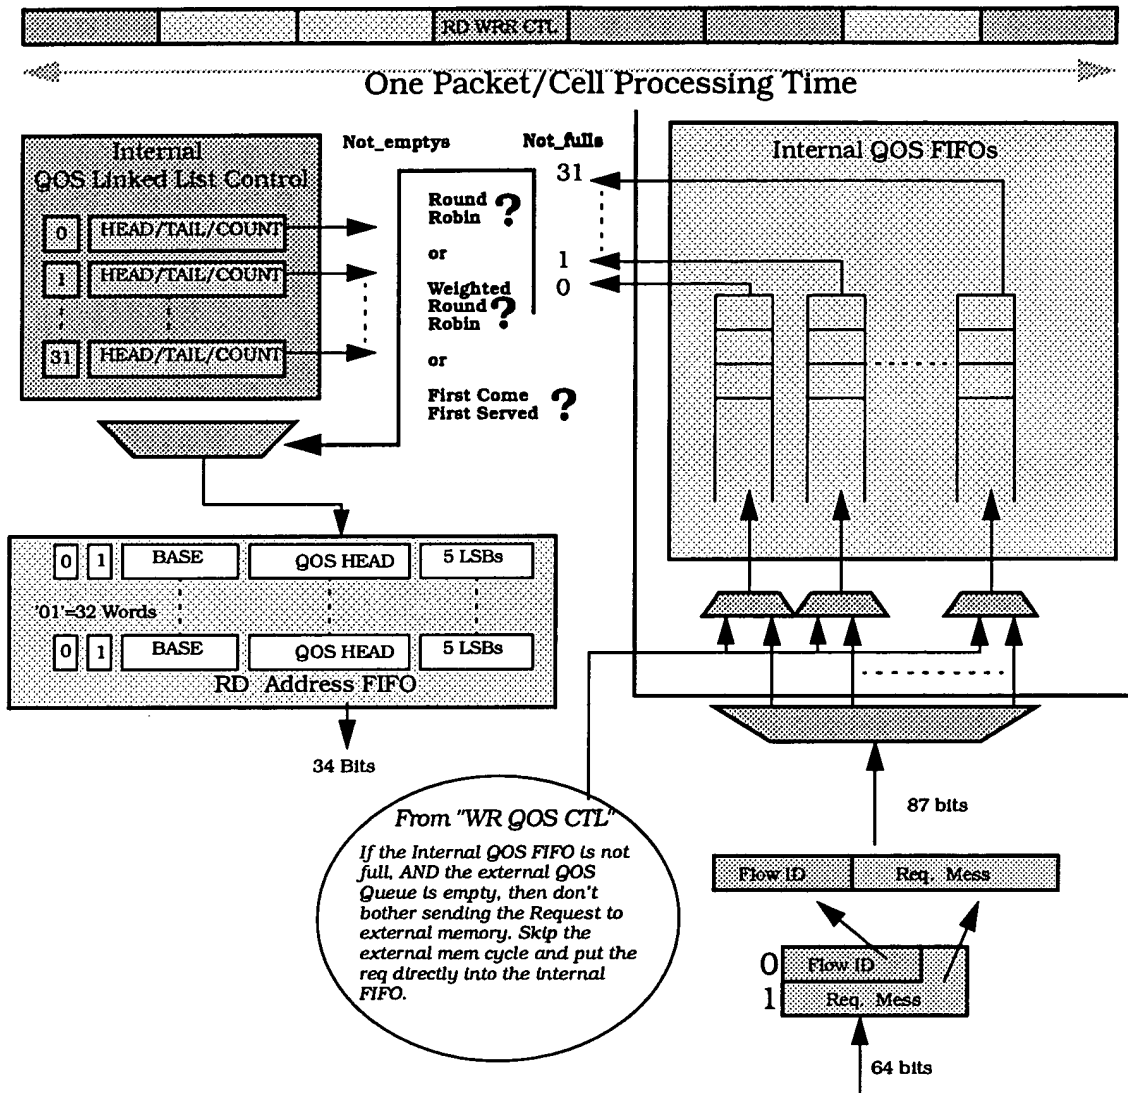 RD WRR CTL
One Packet/Cell Processing Time
Internal
QOS Linked List Control
0 HEAD/TAIL/COUNT
1 HEAD/TAIL/COUNT
31 HEAD/TAIL/COUNT
Not_emptys
Not_fulls
31
1
0
Round
Robin ?
or
Weighted
Round
Robin ?
or
First Come
First Served ?
Internal QOS FIFOs
0 1 BASE QOS HEAD 5 LSBs
'01'=32 Words
0 1 BASE QOS HEAD 5 LSBs
RD Address FIFO
34 Bits
From "WR QOS CTL"
If the Internal QOS FIFO is not
full, AND the external QOS
Queue is empty, then don't
bother sending the Request to
external memory. Skip the
external mem cycle and put the
req directly into the internal
FIFO.
87 bits
Flow ID Req. Mess
0 Flow ID
1 Req. Mess
64 bits